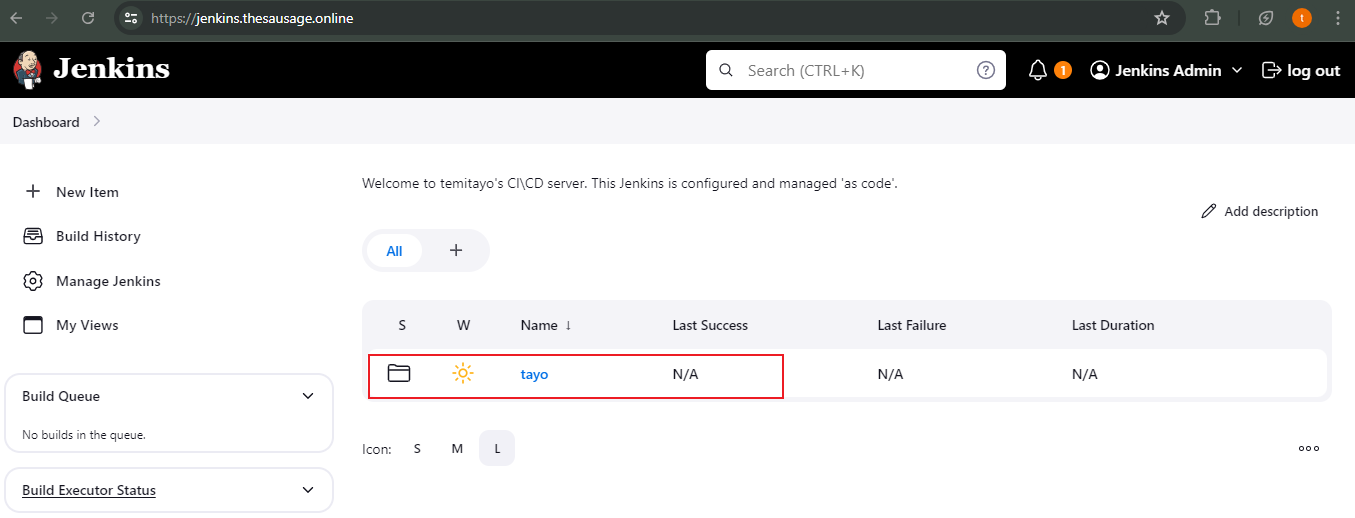 https://jenkins.thesausage.online
t
Jenkins
Search (CTRL+K)
?
1
Jenkins Admin
log out
Dashboard
New Item
Build History
Manage Jenkins
My Views
Build Queue
No builds in the queue.
Build Executor Status
Welcome to temitayo's CI\CD server. This Jenkins is configured and managed 'as code'.
Add description
All +
S W Name ↓ Last Success Last Failure Last Duration
tayo N/A N/A N/A
Icon: S M L